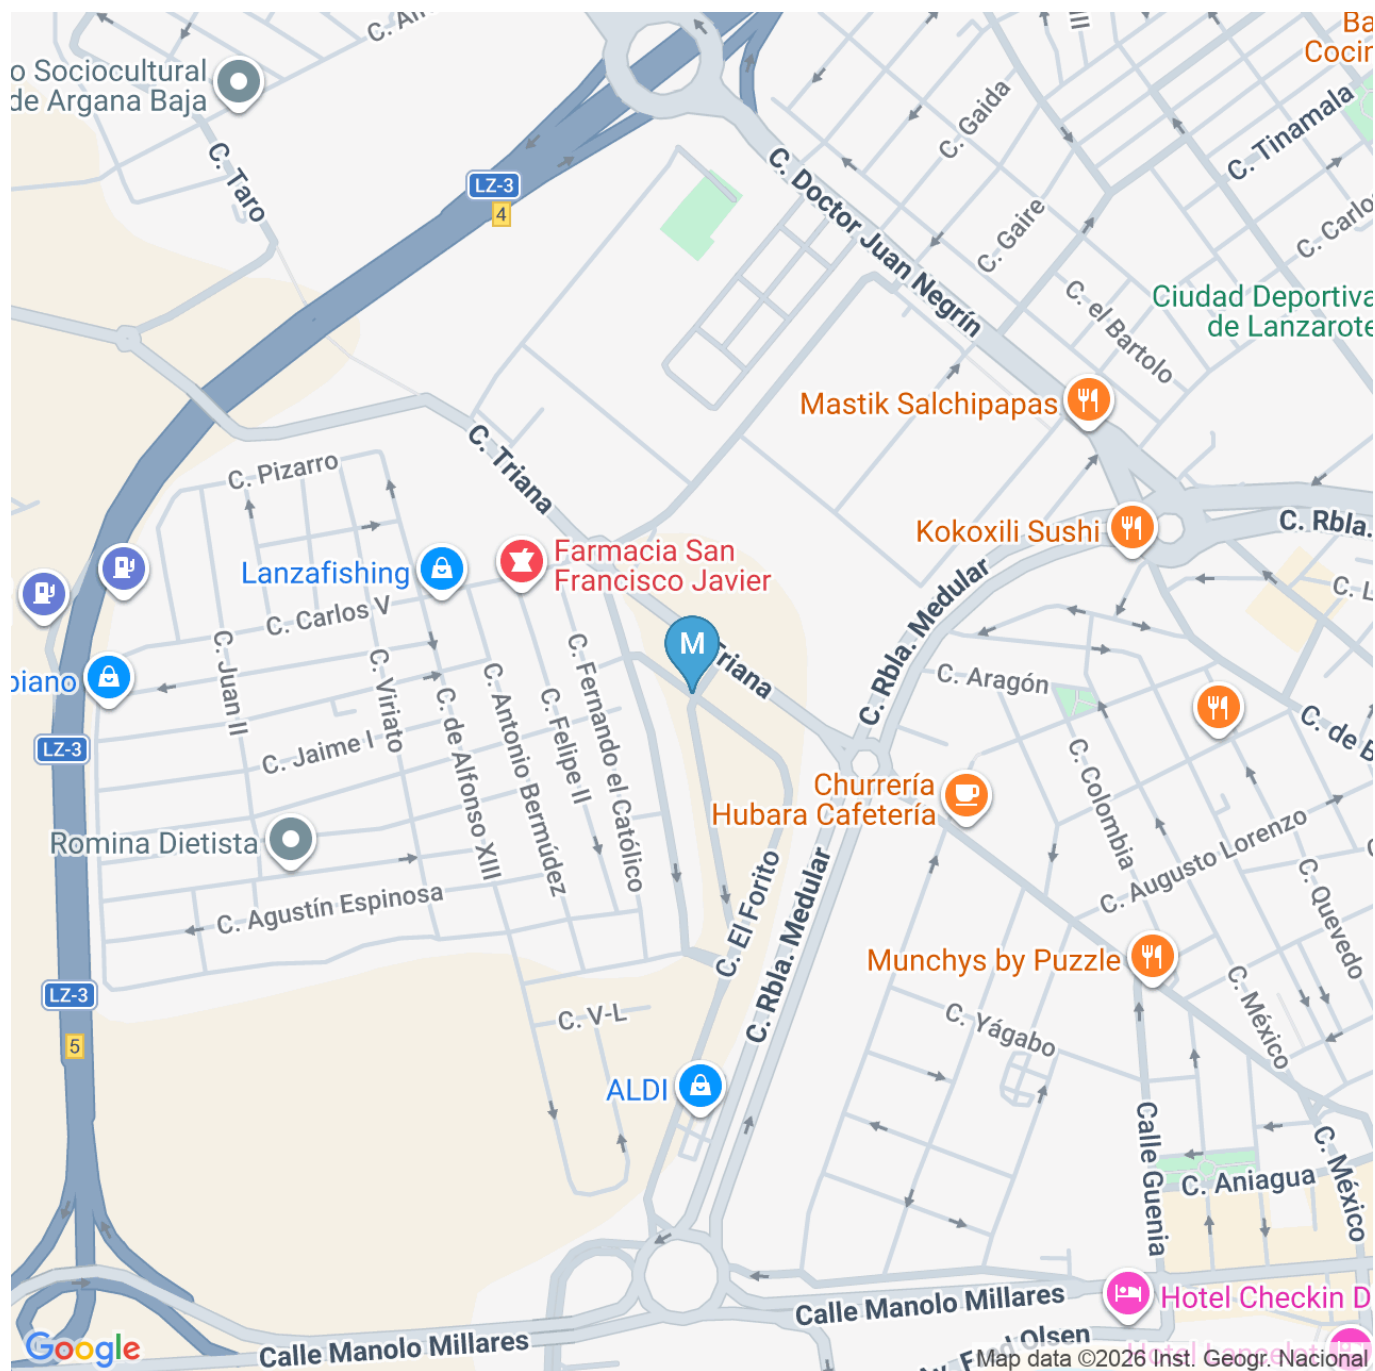 o Sociocultural
de Argana Baja
C. Taro
LZ-3
4
C. Gaida
C. Tinamala
C. Doctor Juan Negrín
C. Gaire
C. el Bartolo
Ciudad Deportiva
de Lanzarote
Mastik Salchipapas
C. Triana
C. Pizarro
Kokoxili Sushi
C. Rbla.
Farmacia San
Francisco Javier
Lanzafishing
C. Carlos V
C. Rbla. Medular
C. Juan II
C. Viriato
M
Triana
C. Aragón
C. Fernando el Católico
C. Felipe II
C. Antonio Bermúdez
C. de Alfonso XIII
piano
LZ-3
C. Jaime I
C. Colombia
Churrería
Hubara Cafetería
Romina Dietista
C. Augusto Lorenzo
C. Quevedo
C. Agustín Espinosa
C. El Forito
C. Rbla. Medular
Munchys by Puzzle
LZ-3
5
C. V-L
C. Yágabo
C. México
ALDI
Calle Guenia
C. Aniagua
C. México
Calle Manolo Millares
Hotel Checkin D
Calle Manolo Millares
Olsen
Hotel Lancelot
Google
Map data ©2026 Inst. Geogr. National